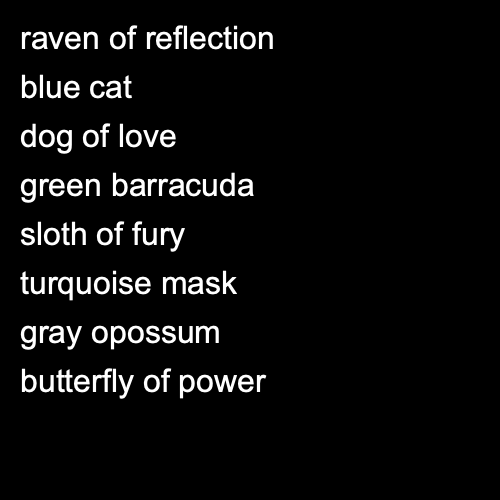 raven of reflection
blue cat
dog of love
green barracuda
sloth of fury
turquoise mask
gray opossum
butterfly of power